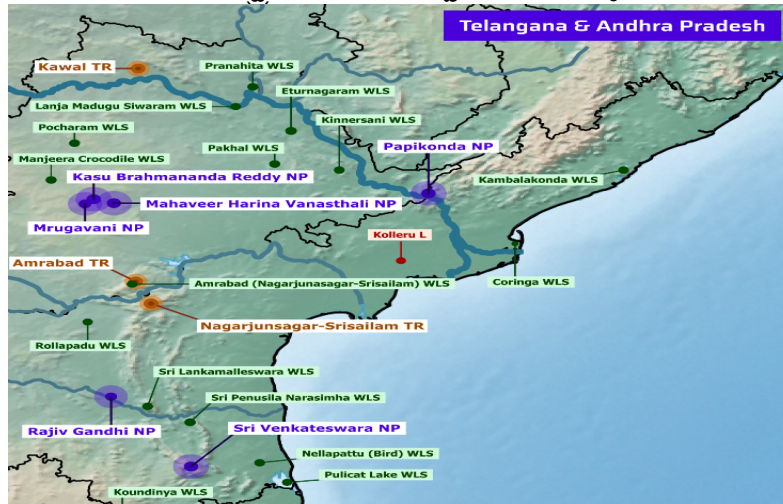 Telangana & Andhra Pradesh
Kawal TR
Pranahita WLS
Eturnagaram WLS
Lanja Madugu Siwaram WLS
Kinnersani WLS
Pocharam WLS
Pakhal WLS
Papikonda NP
Manjeera Crocodile WLS
Kasu Brahmananda Reddy NP
Kambalakonda WLS
Mahaveer Harina Vanasthali NP
Mrugavani NP
Kolleru L
Amrabad TR
Amrabad (Nagarjunasagar-Srisailam) WLS
Coringa WLS
Nagarjunsagar-Srisailam TR
Rollapadu WLS
Sri Lankamalleswara WLS
Sri Penusila Narasimha WLS
Rajiv Gandhi NP
Sri Venkateswara NP
Nellapattu (Bird) WLS
Pulicat Lake WLS
Koundinya WLS